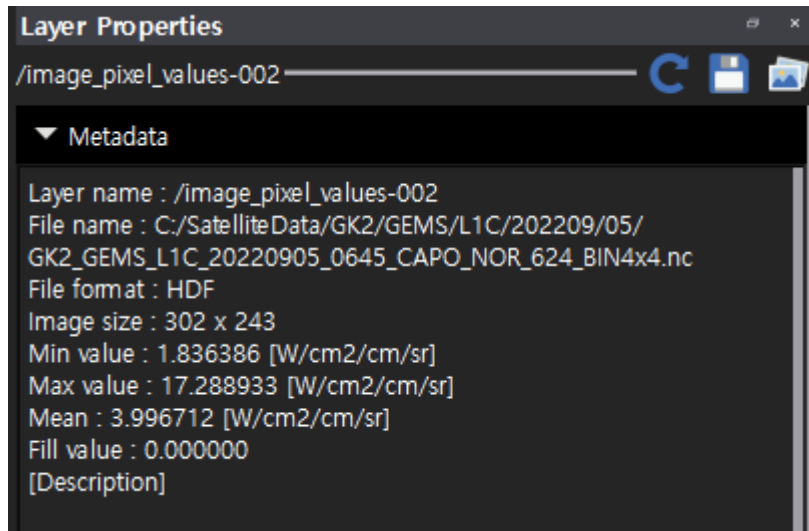 Layer Properties
/image_pixel_values-002
Metadata
Layer name : /image_pixel_values-002
File name : C:/SatelliteData/GK2/GEMS/L1C/202209/05/
GK2_GEMS_L1C_20220905_0645_CAPO_NOR_624_BIN4x4.nc
File format : HDF
Image size : 302 x 243
Min value : 1.836386 [W/cm2/cm/sr]
Max value : 17.288933 [W/cm2/cm/sr]
Mean : 3.996712 [W/cm2/cm/sr]
Fill value : 0.000000
[Description]